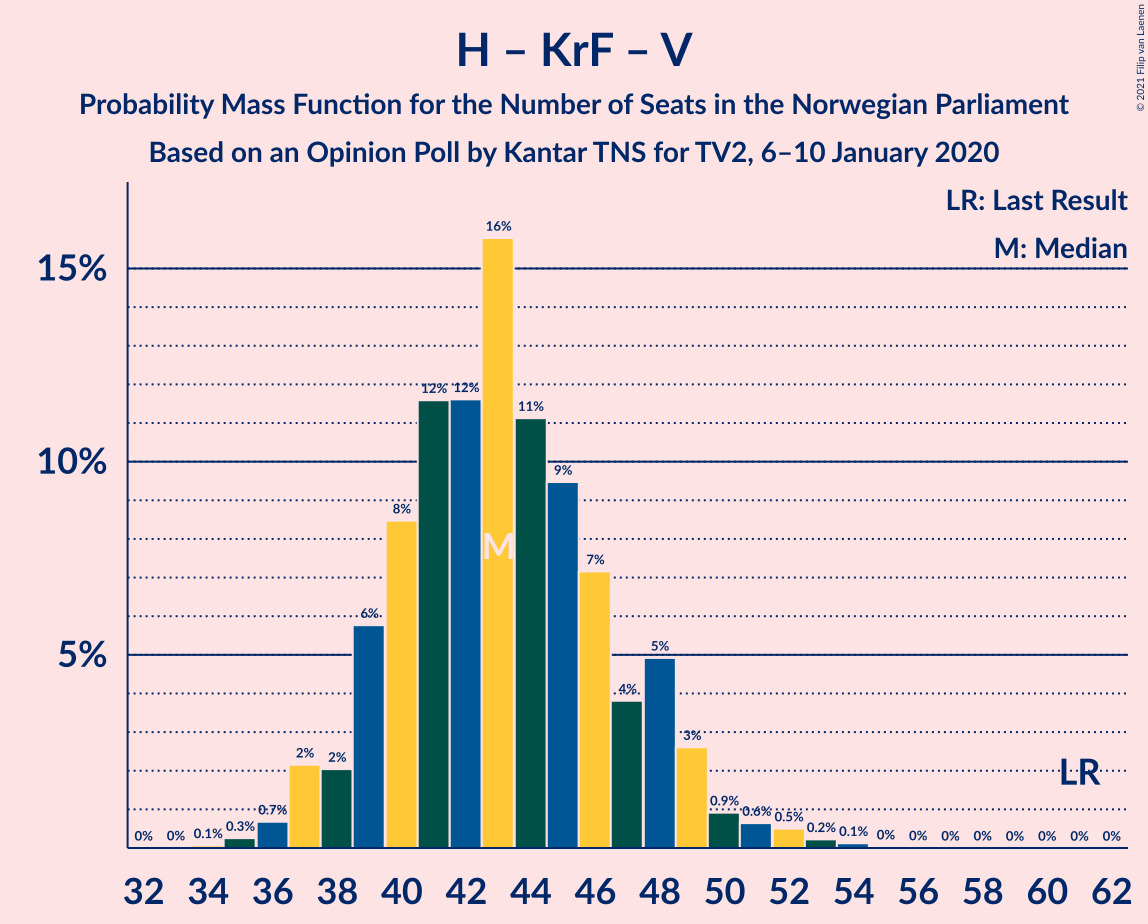 H – KrF – V
Probability Mass Function for the Number of Seats in the Norwegian Parliament
Based on an Opinion Poll by Kantar TNS for TV2, 6–10 January 2020
© 2021 Filip van Laenen
LR: Last Result
M: Median
15%
10%
5%
0% 0% 0.1% 0.3% 0.7% 2% 2% 6% 8% 12% 12% 16% 11% 9% 7% 4% 5% 3% 0.9% 0.6% 0.5% 0.2% 0.1% 0% 0% 0% 0% 0% 0% 0% 0%
M
LR
32 34 36 38 40 42 44 46 48 50 52 54 56 58 60 62